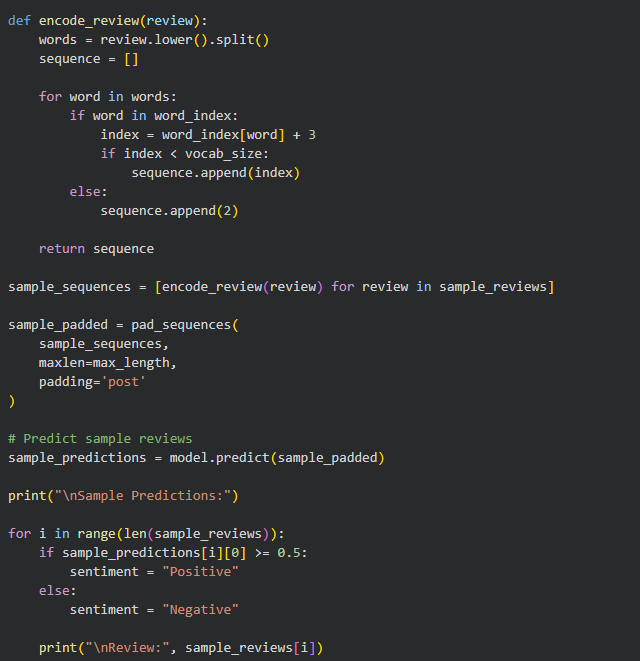 def encode_review(review):
    words = review.lower().split()
    sequence = []

    for word in words:
        if word in word_index:
            index = word_index[word] + 3
            if index < vocab_size:
                sequence.append(index)
        else:
            sequence.append(2)

    return sequence

sample_sequences = [encode_review(review) for review in sample_reviews]

sample_padded = pad_sequences(
    sample_sequences,
    maxlen=max_length,
    padding='post'
)

# Predict sample reviews
sample_predictions = model.predict(sample_padded)

print("\nSample Predictions:")

for i in range(len(sample_reviews)):
    if sample_predictions[i][0] >= 0.5:
        sentiment = "Positive"
    else:
        sentiment = "Negative"

    print("\nReview:", sample_reviews[i])